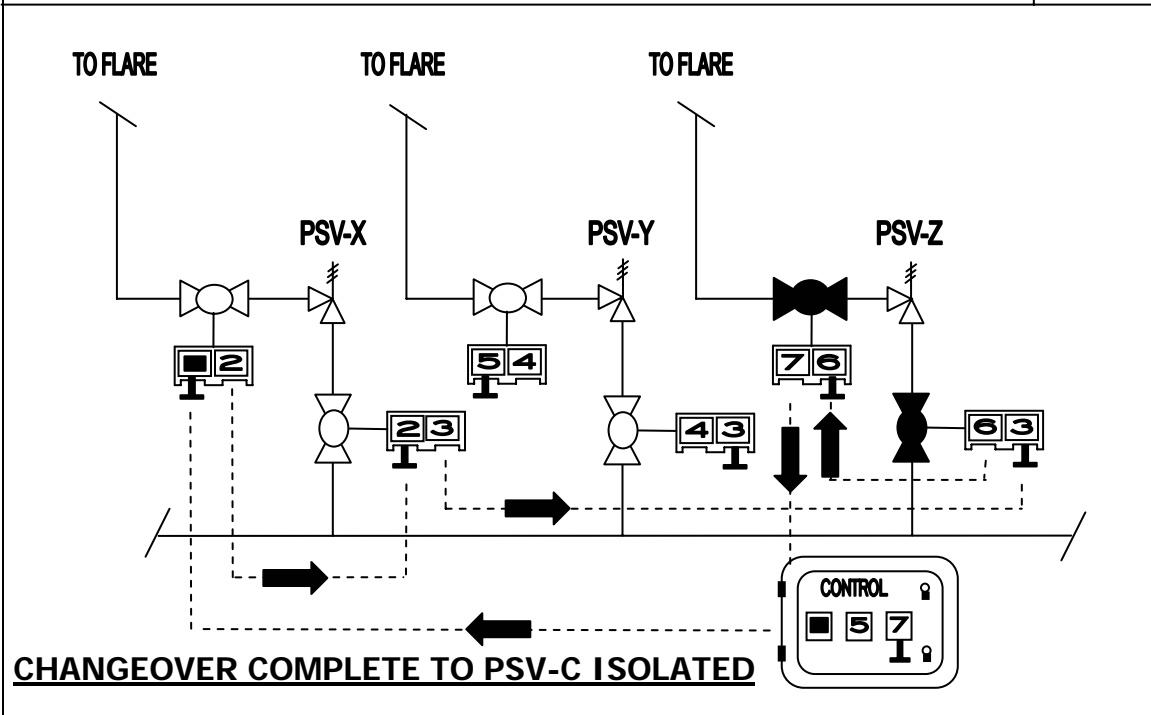 TO FLARE TO FLARE TO FLARE
PSV-X PSV-Y PSV-Z
2 5 4 7 6
2 3 4 3 6 3
CONTROL
5 7
CHANGEOVER COMPLETE TO PSV-C ISOLATED